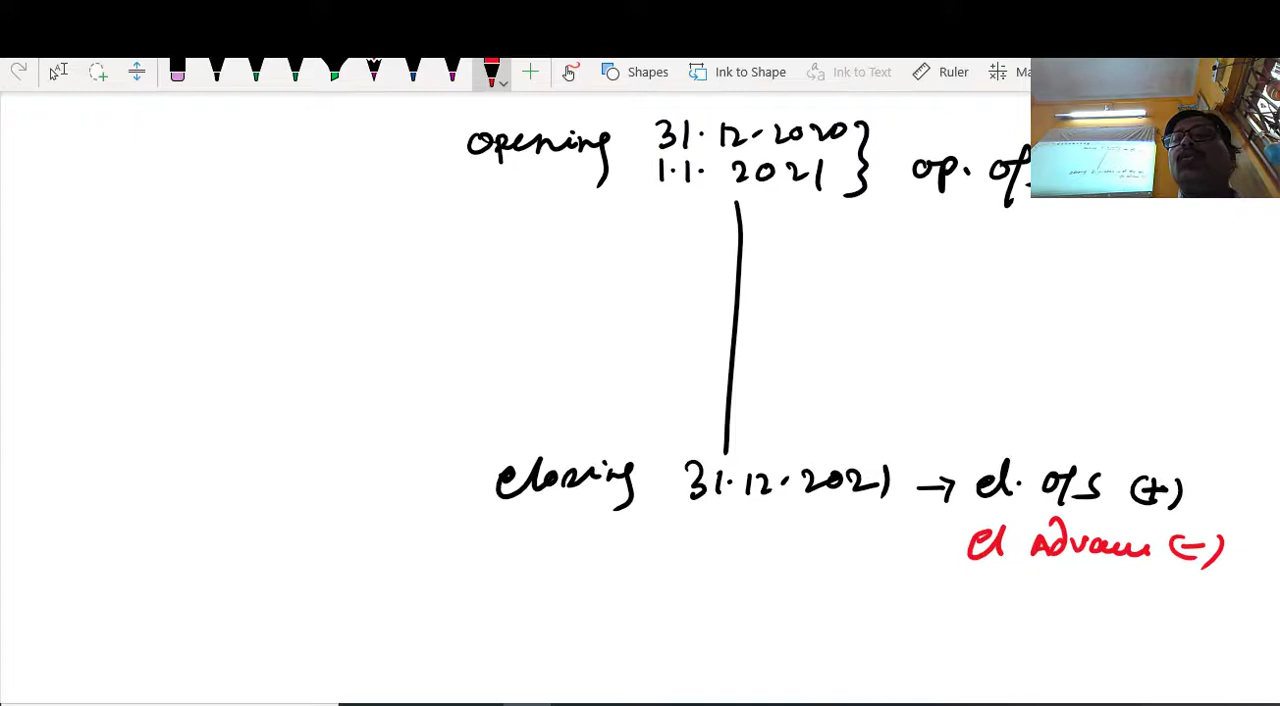 Shapes Ink to Shape Ink to Text Ruler Ma
opening 31.12.2020
1.1.2021 } op. o/s
closing 31.12.2021 → cl. o/s (+)
cl Advance (-)